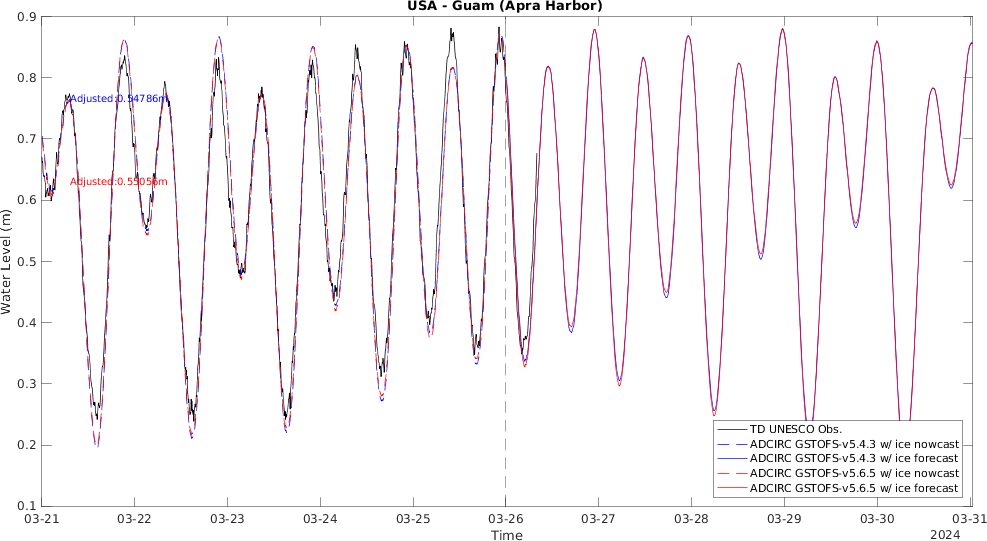 USA - Guam (Apra Harbor)
0.9
0.8
0.7
0.6
0.5
0.4
0.3
0.2
0.1
Water Level (m)
Adjusted:0.54786m
Adjusted:0.55056m
TD UNESCO Obs.
ADCIRC GSTOFS-v5.4.3 w/ ice nowcast
ADCIRC GSTOFS-v5.4.3 w/ ice forecast
ADCIRC GSTOFS-v5.6.5 w/ ice nowcast
ADCIRC GSTOFS-v5.6.5 w/ ice forecast
03-21 03-22 03-23 03-24 03-25 03-26 03-27 03-28 03-29 03-30 03-31
Time
2024